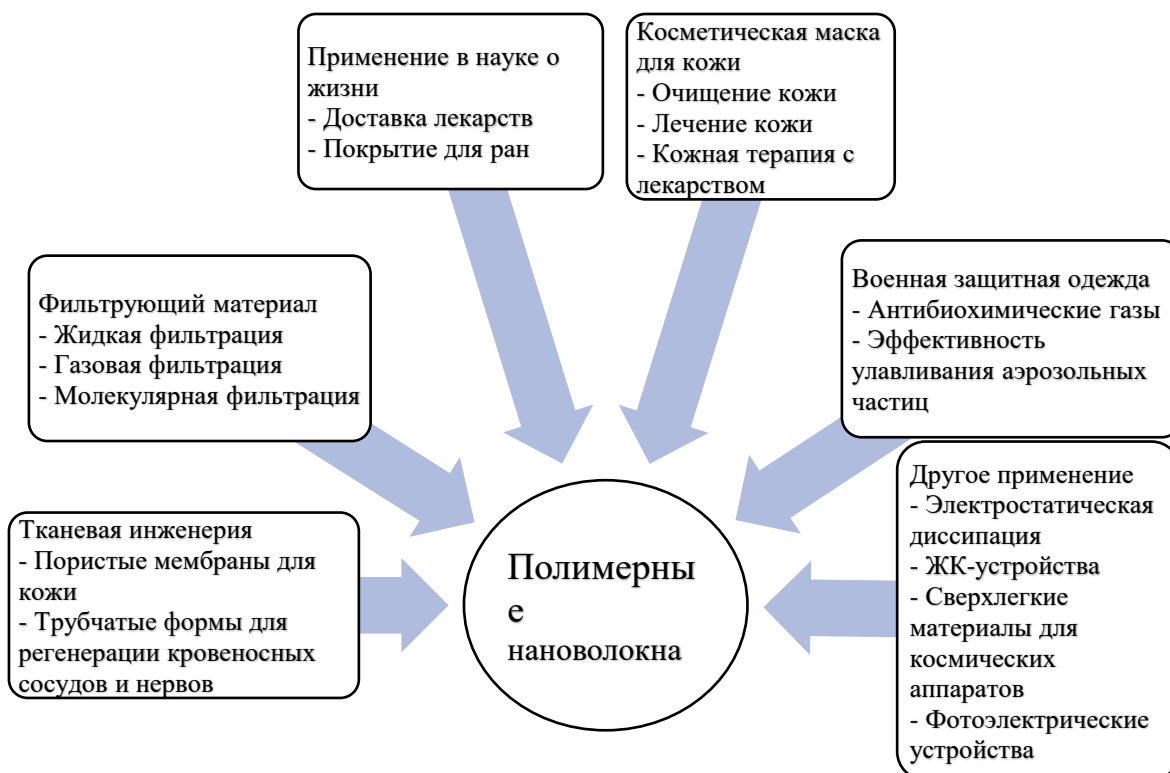 Применение в науке о
жизни
- Доставка лекарств
- Покрытие для ран
Косметическая маска
для кожи
- Очищение кожи
- Лечение кожи
- Кожная терапия с
лекарством
Фильтрующий материал
- Жидкая фильтрация
- Газовая фильтрация
- Молекулярная фильтрация
Военная защитная одежда
- Антибиохимические газы
- Эффективность
улавливания аэрозольных
частиц
Тканевая инженерия
- Пористые мембраны для
кожи
- Трубчатые формы для
регенерации кровеносных
сосудов и нервов
Полимерны
е
нановолокна
Другое применение
- Электростатическая
диссипация
- ЖК-устройства
- Сверхлегкие
материалы для
космических
аппаратов
- Фотоэлектрические
устройства